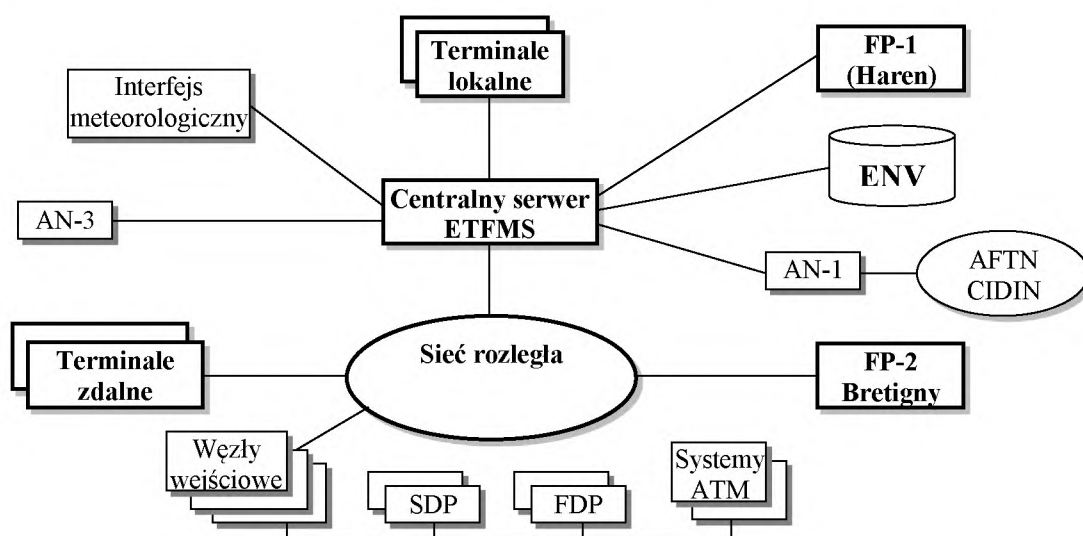 Terminale
lokalne
FP-1
(Haren)
Interfejs
meteorologiczny
ENV
Centralny serwer
ETFMS
AN-3
AN-1
AFTN
CIDIN
Sieć rozległa
Terminale
zdalne
FP-2
Bretigny
Węzły
wejściowe
SDP
FDP
Systemy
ATM